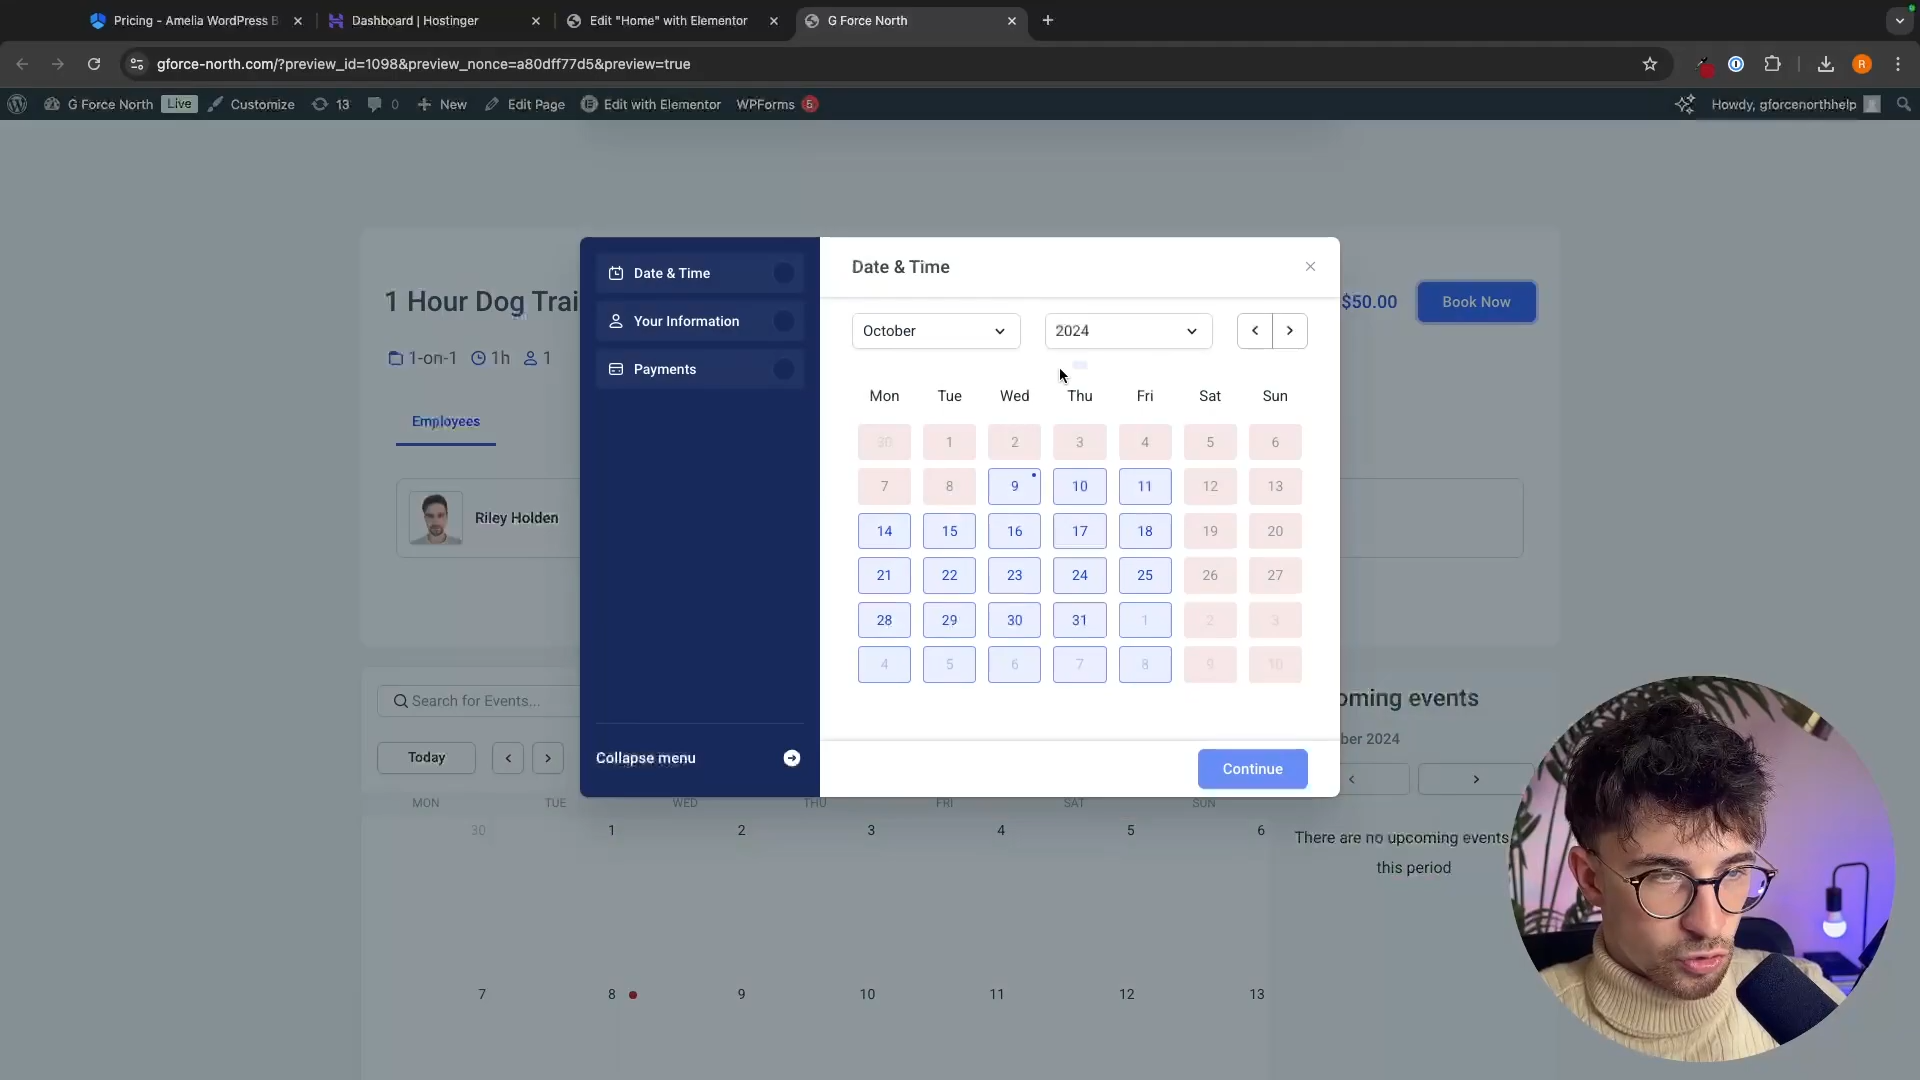 Pricing - Amelia WordPress B
Dashboard | Hostinger
Edit "Home" with Elementor
G Force North
gforce-north.com/?preview_id=1098&preview_nonce=a80dff77d5&preview=true
R
G Force North Live Customize 13 0 New Edit Page Edit with Elementor WPForms 5 Howdy, gforcenorthhelp
Date & Time
Your Information
Payments
Collapse menu
Date & Time
October 2024
Mon Tue Wed Thu Fri Sat Sun
30 1 2 3 4 5 6
7 8 9 10 11 12 13
14 15 16 17 18 19 20
21 22 23 24 25 26 27
28 29 30 31 1 2 3
4 5 6 7 8 9 10
Continue
1 Hour Dog Trai
$50.00 Book Now
1-on-1 1h 1
Employees
Riley Holden
Search for Events...
Today
MON TUE WED THU FRI SAT SUN
30 1 2 3 4 5 6
7 8 9 10 11 12 13
oming events
ber 2024
There are no upcoming events
this period